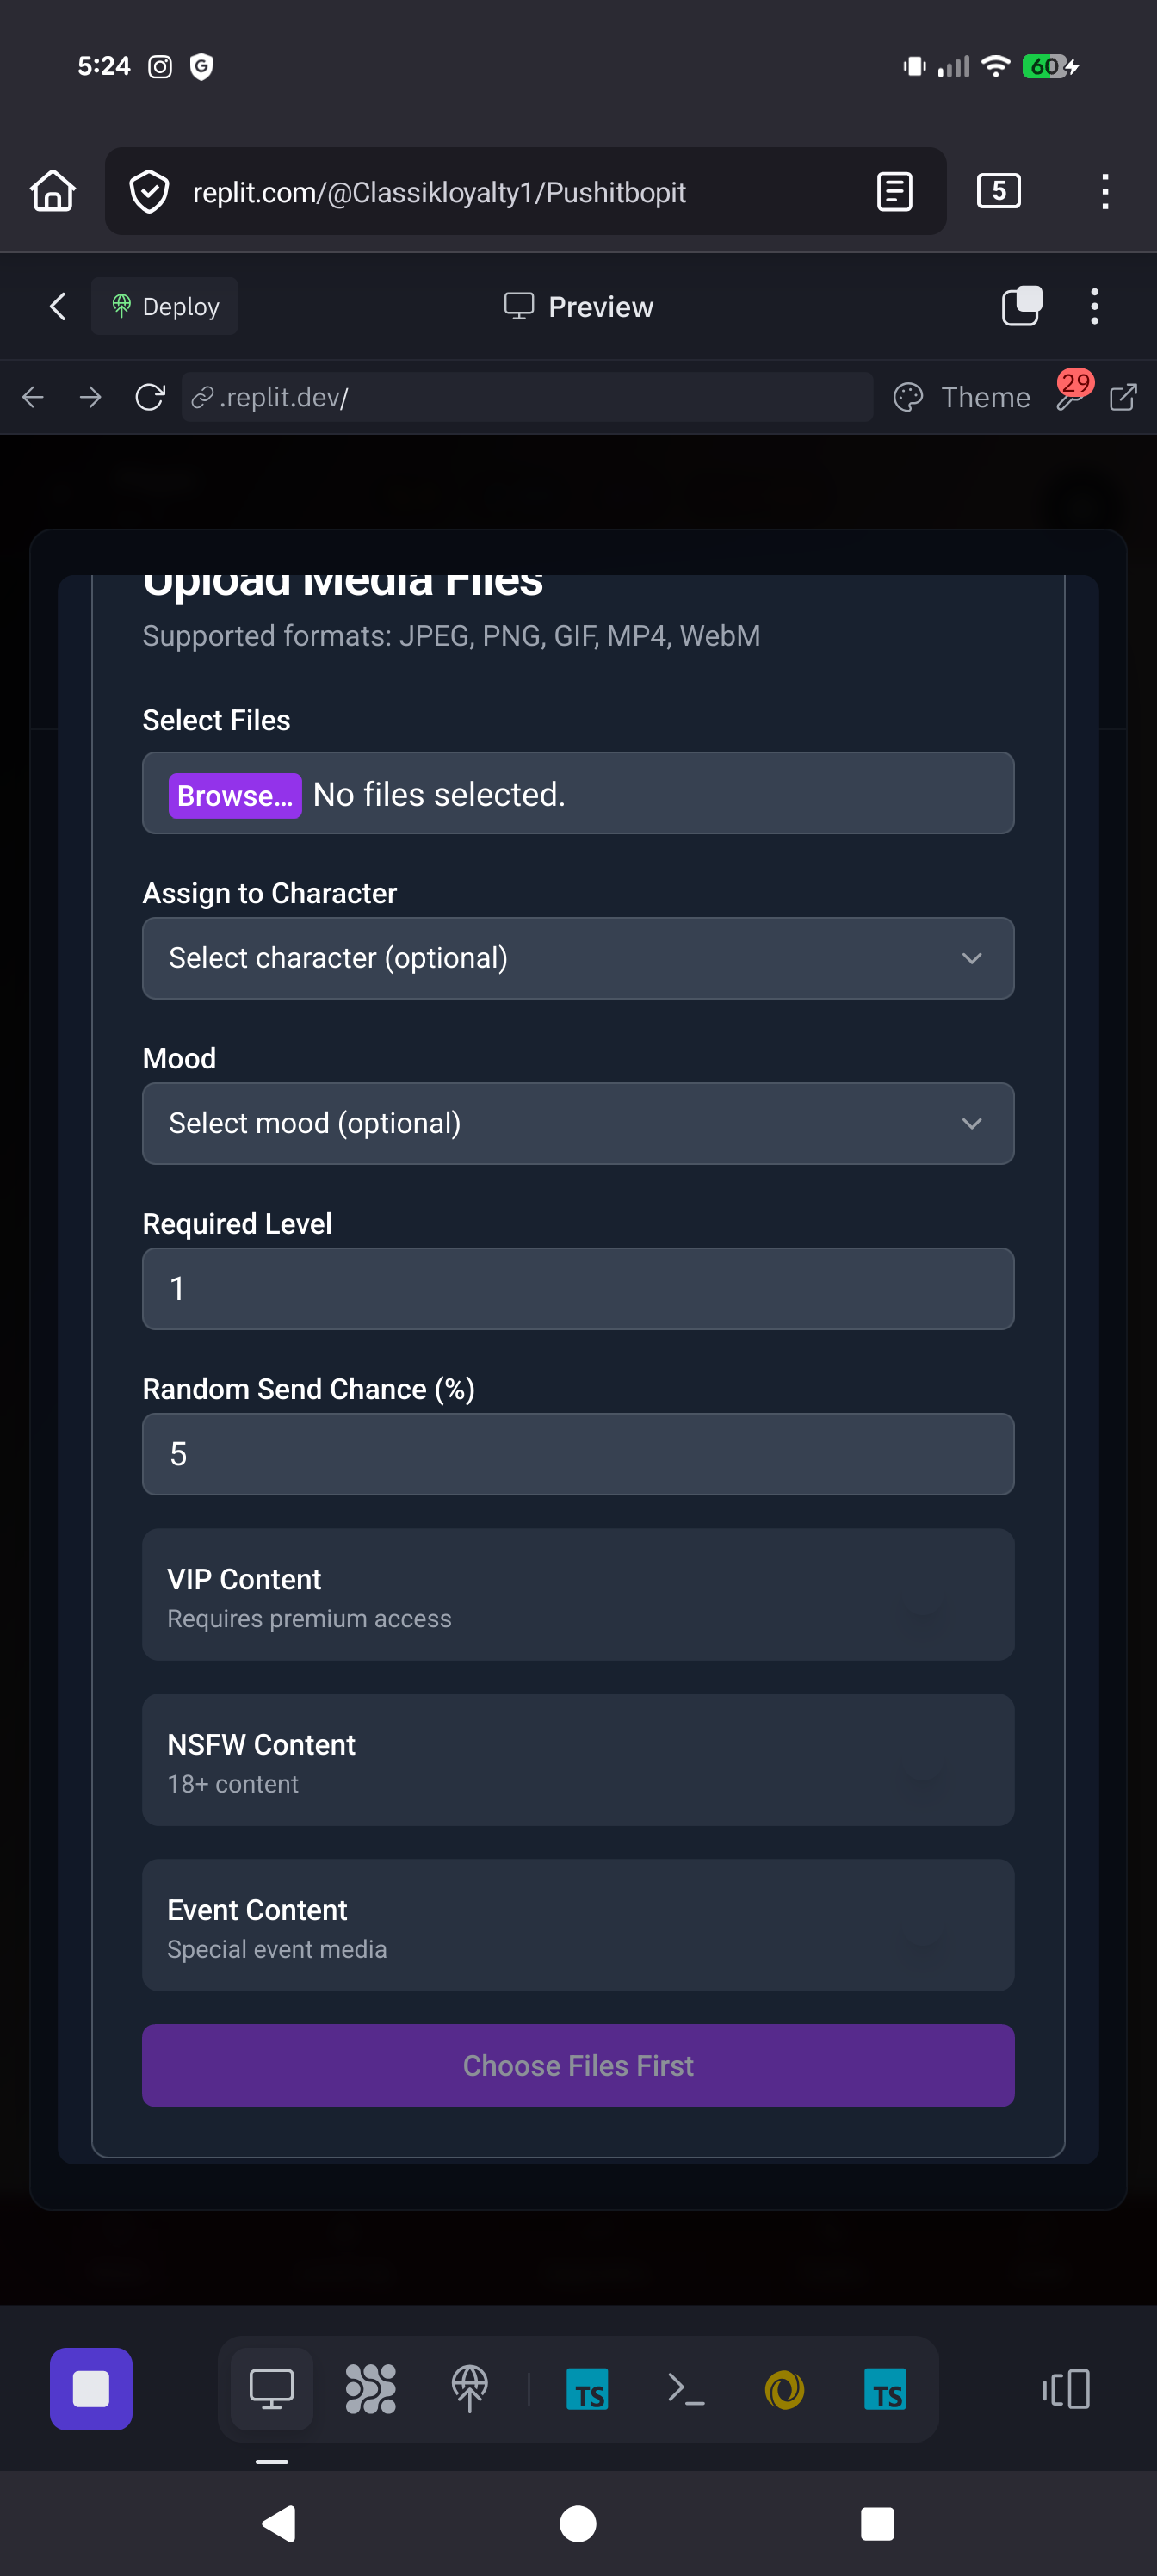 5:24
60
replit.com/@Classikloyalty1/Pushitbopit
5
Deploy
Preview
.replit.dev/
Theme
29
Upload Media Files
Supported formats: JPEG, PNG, GIF, MP4, WebM
Select Files
Browse... No files selected.
Assign to Character
Select character (optional)
Mood
Select mood (optional)
Required Level
1
Random Send Chance (%)
5
VIP Content
Requires premium access
NSFW Content
18+ content
Event Content
Special event media
Choose Files First
TS
TS